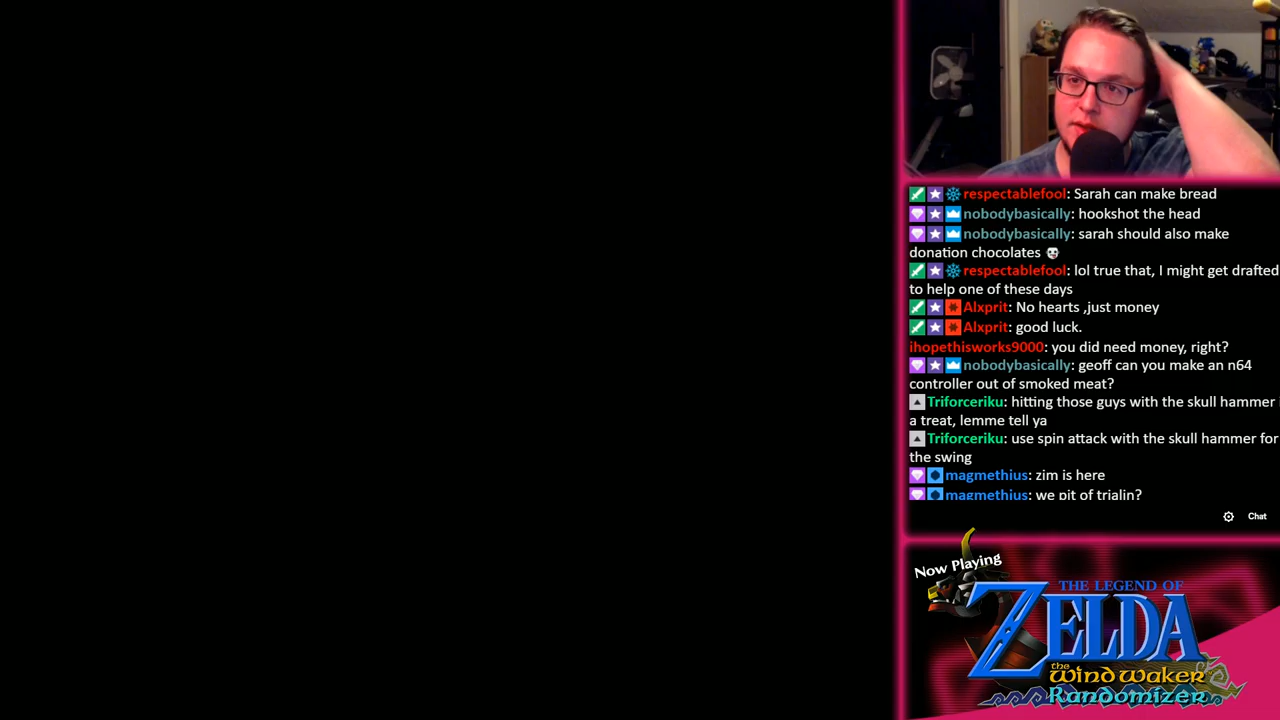 respectablefool: Sarah can make bread
nobodybasically: hookshot the head
nobodybasically: sarah should also make
donation chocolates
respectablefool: lol true that, I might get drafted
to help one of these days
Alxprit: No hearts ,just money
Alxprit: good luck.
ihopethisworks9000: you did need money, right?
nobodybasically: geoff can you make an n64
controller out of smoked meat?
Triforceriku: hitting those guys with the skull hammer
a treat, lemme tell ya
Triforceriku: use spin attack with the skull hammer for
the swing
magmethius: zim is here
magmethius: we pit of trialin?
Chat
Now Playing
THE LEGEND OF
ZELDA
the
Wind Waker
Randomizer